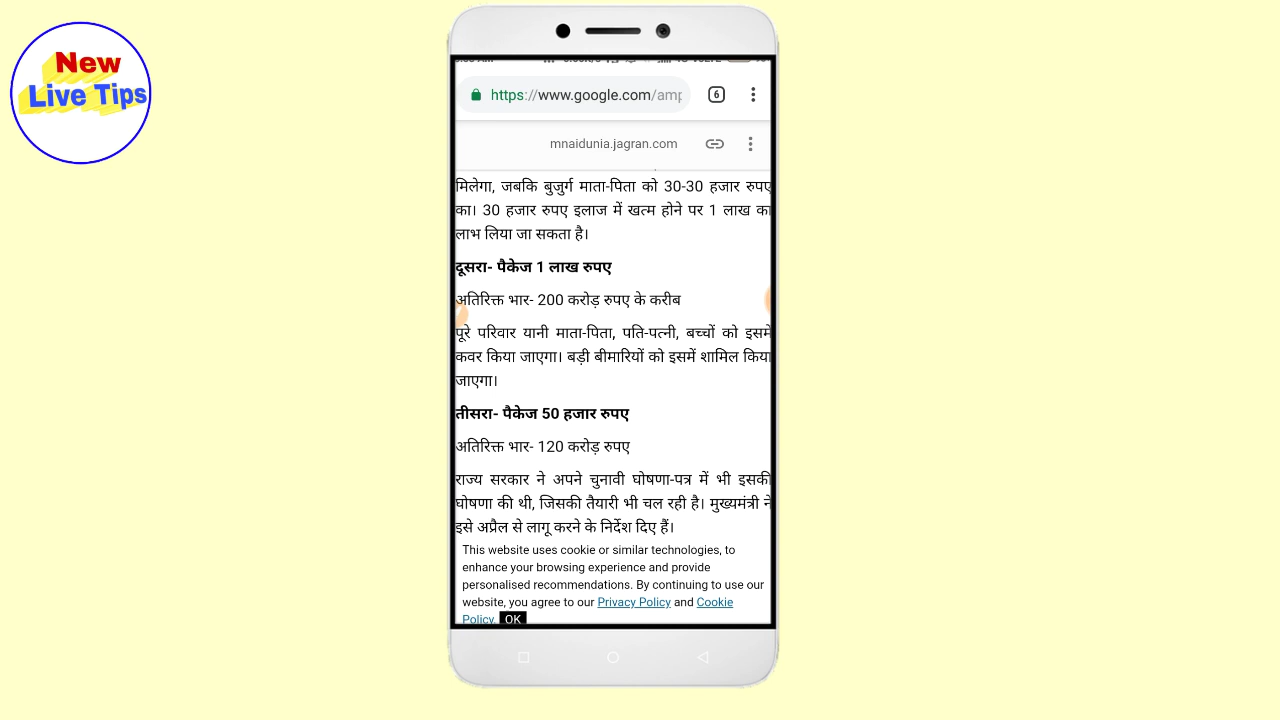 New
Live Tips
https://www.google.com/amp
6
mnaidunia.jagran.com
मिलेगा, जबकि बुजुर्ग माता-पिता को 30-30 हजार रुपए
का। 30 हजार रुपए इलाज में खत्म होने पर 1 लाख का
लाभ लिया जा सकता है।
दूसरा- पैकेज 1 लाख रुपए
अतिरिक्त भार- 200 करोड़ रुपए के करीब
पूरे परिवार यानी माता-पिता, पति-पत्नी, बच्चों को इसमें
कवर किया जाएगा। बड़ी बीमारियों को इसमें शामिल किया
जाएगा।
तीसरा- पैकेज 50 हजार रुपए
अतिरिक्त भार- 120 करोड़ रुपए
राज्य सरकार ने अपने चुनावी घोषणा-पत्र में भी इसकी
घोषणा की थी, जिसकी तैयारी भी चल रही है। मुख्यमंत्री ने
इसे अप्रैल से लागू करने के निर्देश दिए हैं।
This website uses cookie or similar technologies, to
enhance your browsing experience and provide
personalised recommendations. By continuing to use our
website, you agree to our Privacy Policy and Cookie
Policy. OK